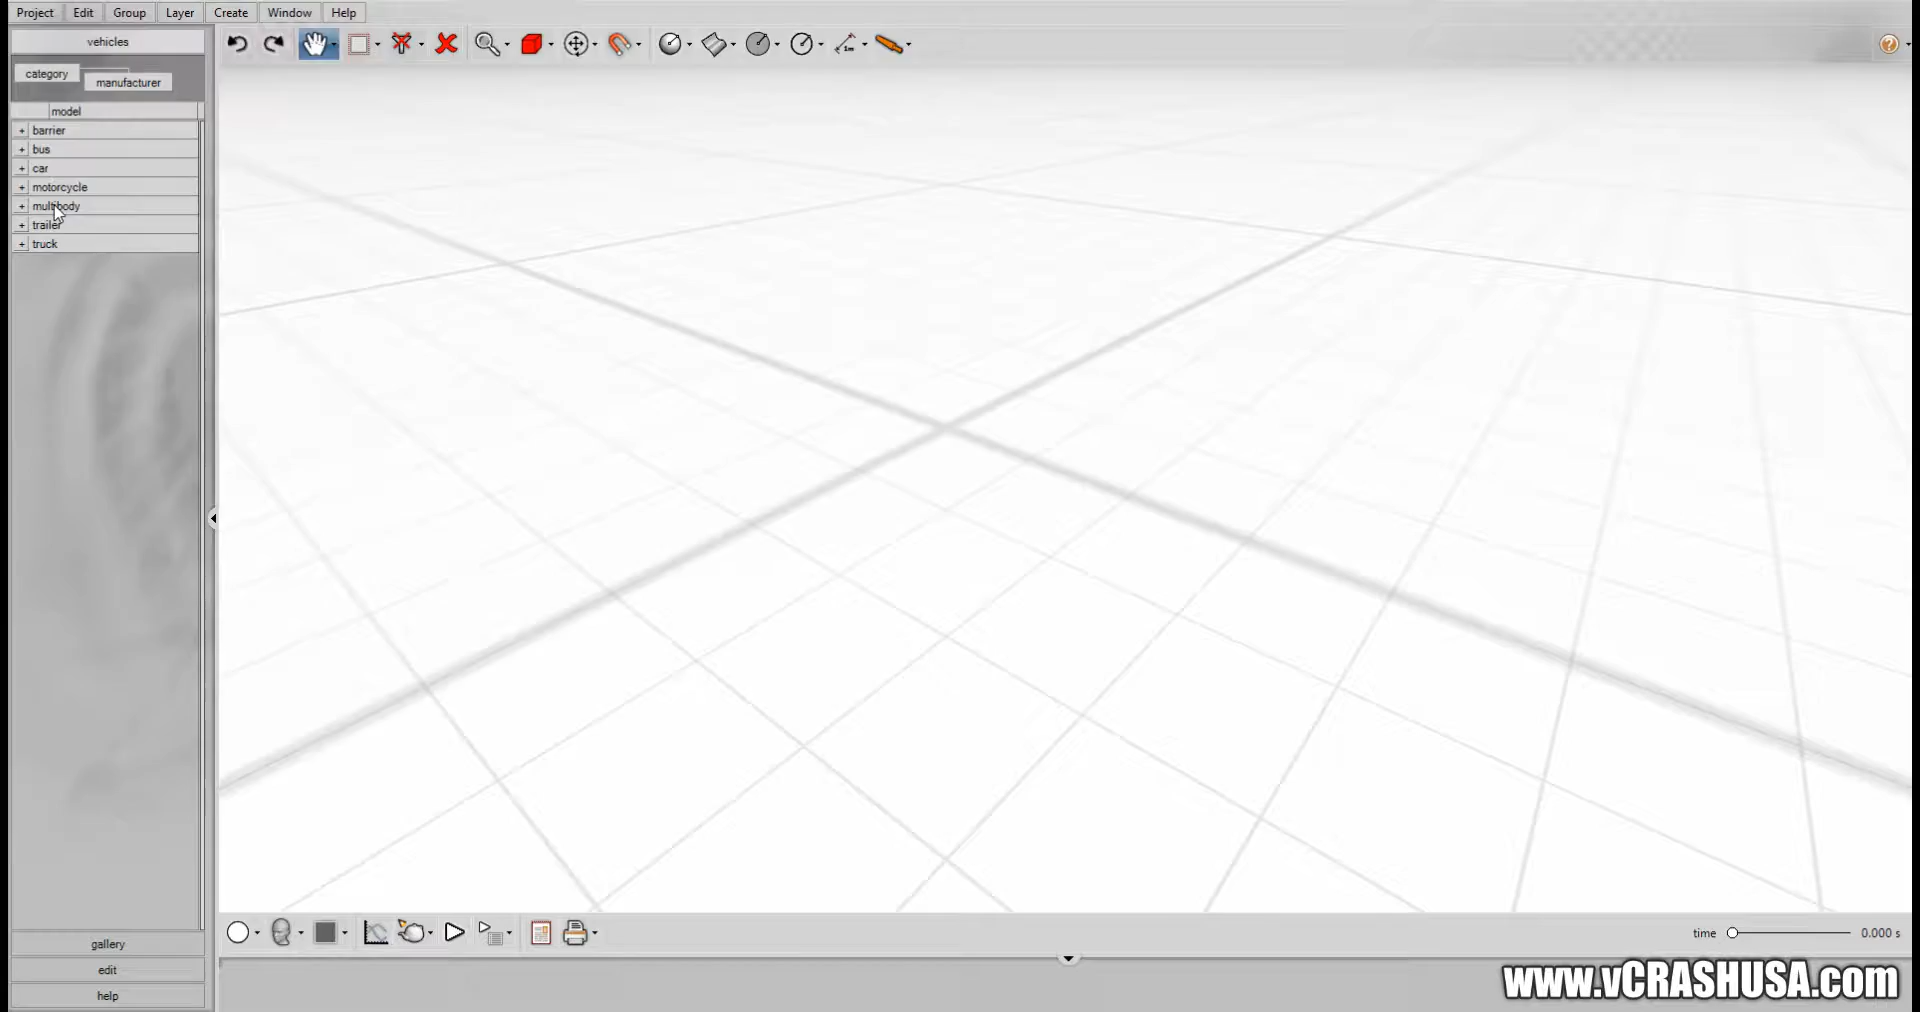 Project Edit Group Layer Create Window Help
vehicles
category
manufacturer
model
+ barrier
+ bus
+ car
+ motorcycle
+ multibody
+ trailer
+ truck
gallery
edit
help
time 0.000 s
www.vCRASHUSA.com